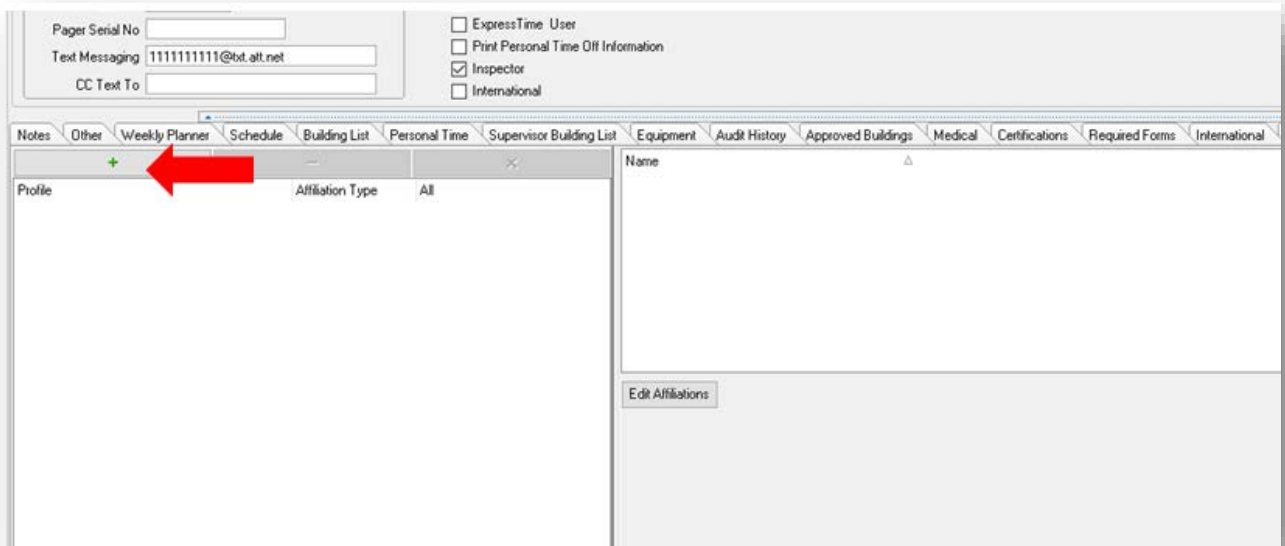 Pager Serial No
ExpressTime User
Print Personal Time Off Information
Text Messaging 1111111111@txt.att.net
Inspector
CC Text To
International
Notes Other Weekly Planner Schedule Building List Personal Time Supervisor Building List Equipment Audit History Approved Buildings Medical Certifications Required Forms International
Name
Profile Affiliation Type All
Edit Affiliations